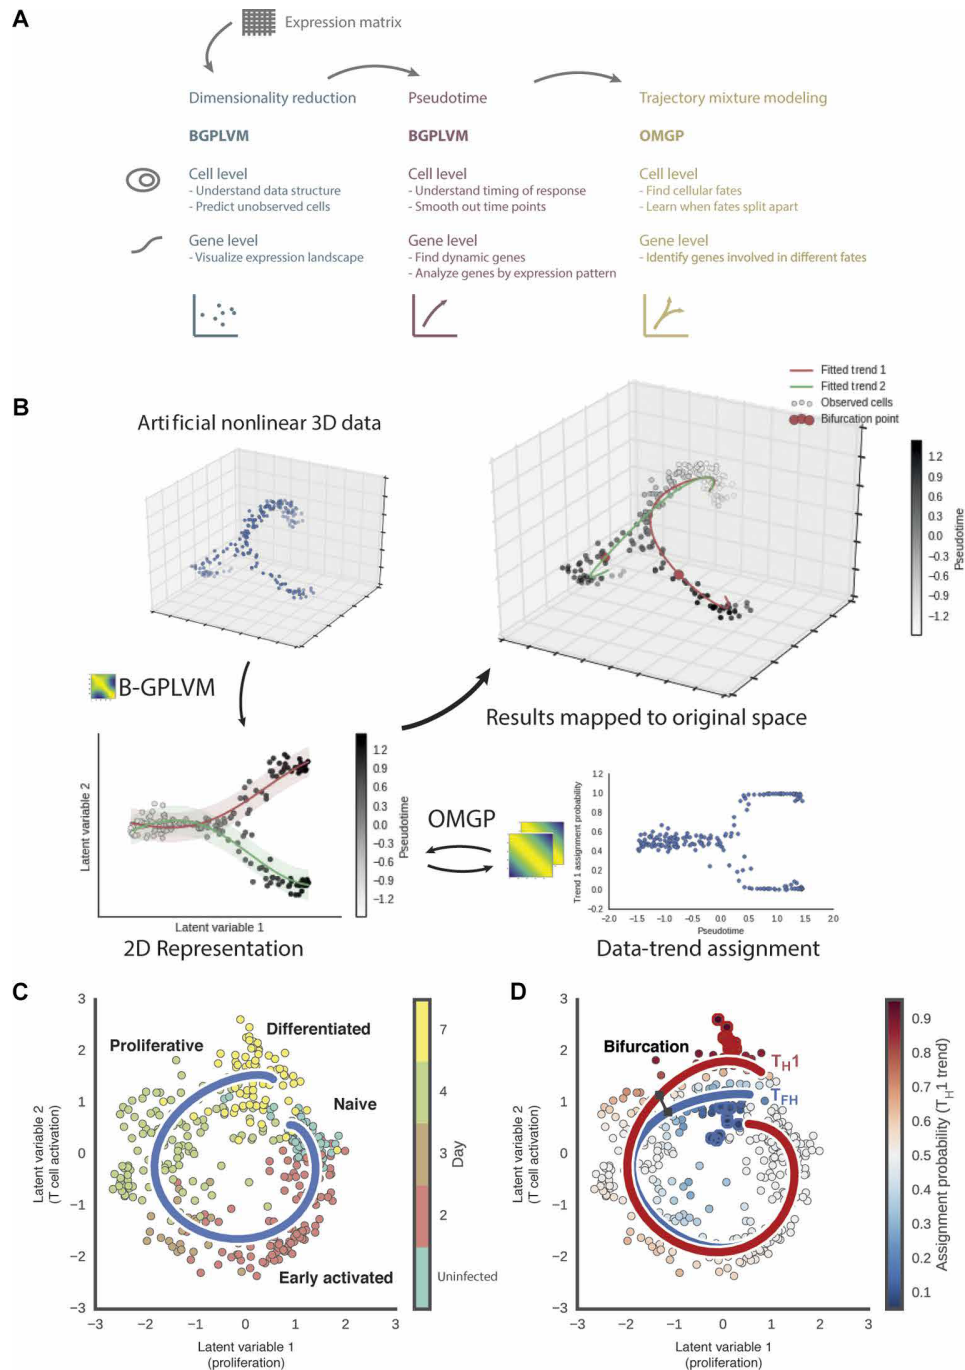 A
Expression matrix
Dimensionality reduction
Pseudotime
Trajectory mixture modeling
BGPLVM
BGPLVM
OMGP
Cell level
- Understand data structure
- Predict unobserved cells
Cell level
- Understand timing of response
- Smooth out time points
Cell level
- Find cellular fates
- Learn when fates split apart
Gene level
- Visualize expression landscape
Gene level
- Find dynamic genes
- Analyze genes by expression pattern
Gene level
- Identify genes involved in different fates
B
Artificial nonlinear 3D data
Fitted trend 1
Fitted trend 2
Observed cells
Bifurcation point
1.2
0.9
0.6
0.3
0.0
−0.3
−0.6
−0.9
−1.2
Pseudotime
B-GPLVM
Results mapped to original space
Latent variable 2
Latent variable 1
1.2
0.9
0.6
0.3
0.0
−0.3
−0.6
−0.9
−1.2
Pseudotime
2D Representation
OMGP
Trend 1 assignment probability
1.2
1.0
0.8
0.6
0.4
0.2
0.0
−0.2
−2.0 −1.5 −1.0 −0.5 0.0 0.5 1.0 1.5 2.0
Pseudotime
Data-trend assignment
C
Proliferative
Differentiated
Naive
Early activated
3
2
1
0
−1
−2
−3
−3 −2 −1 0 1 2 3
Latent variable 2
(T cell activation)
Latent variable 1
(proliferation)
7
4
3
2
Uninfected
Day
D
Bifurcation
TH1
TFH
3
2
1
0
−1
−2
−3
−3 −2 −1 0 1 2 3
Latent variable 2
(T cell activation)
Latent variable 1
(proliferation)
0.9
0.8
0.7
0.6
0.5
0.4
0.3
0.2
0.1
Assignment probability (TH1 trend)